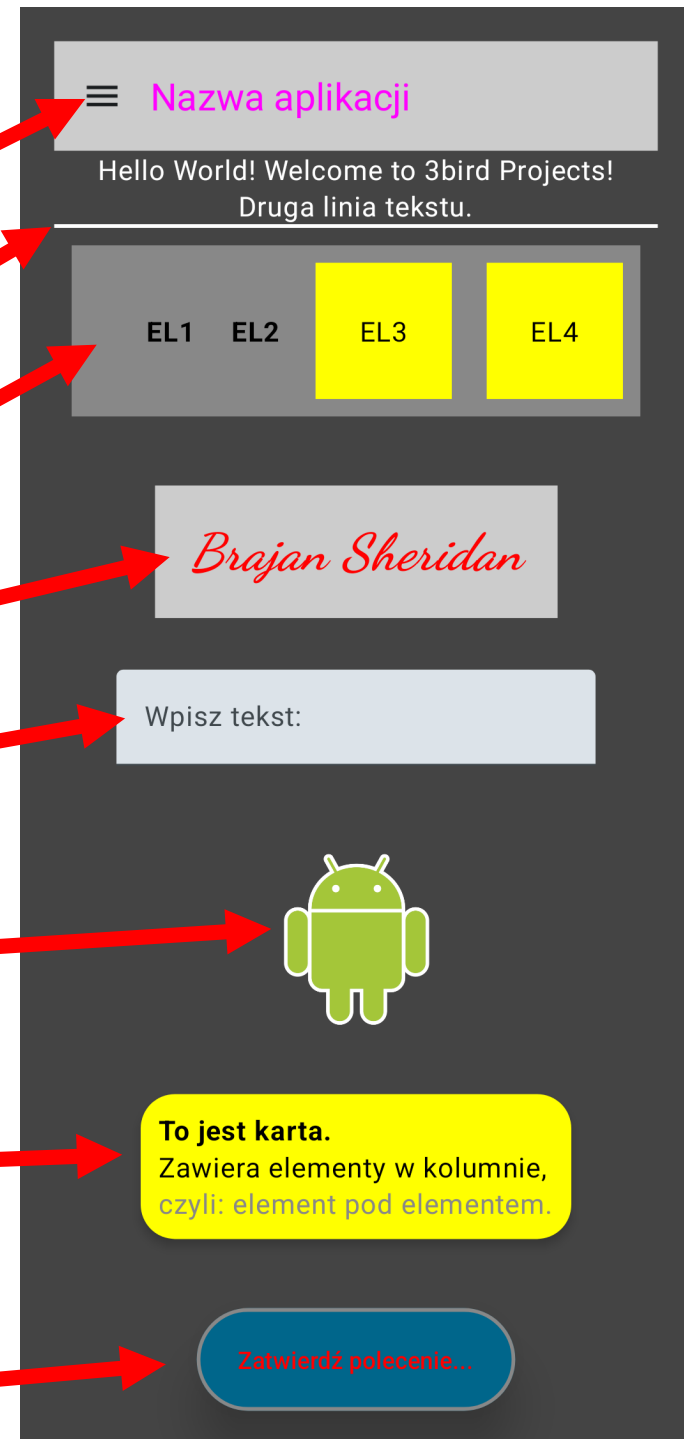 Nazwa aplikacji
Hello World! Welcome to 3bird Projects!
Druga linia tekstu.
EL1 EL2 EL3 EL4
Brajan Sheridan
Wpisz tekst:
To jest karta.
Zawiera elementy w kolumnie,
czyli: element pod elementem.
Zatwierdź polecenie...